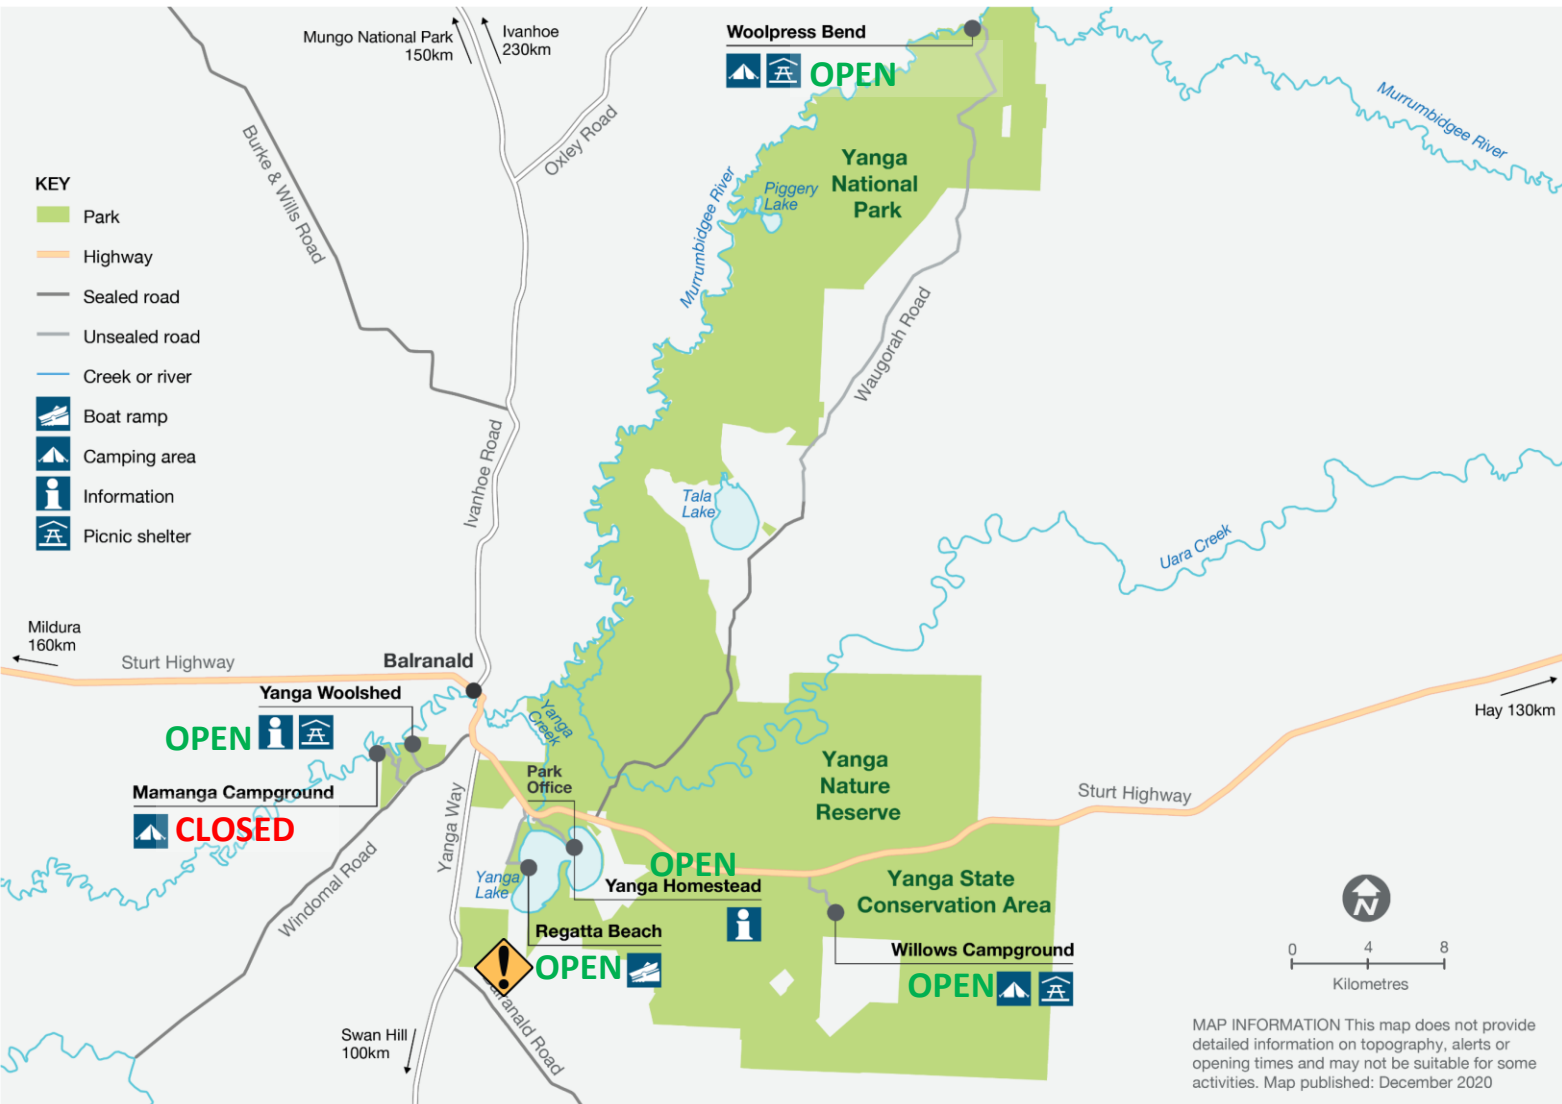 Mungo National Park
150km
Ivanhoe
230km
Woolpress Bend
OPEN
Murrumbidgee River
Burke & Wills Road
Oxley Road
Yanga
National
Park
Piggery
Lake
Murrumbidgee River
KEY
Park
Highway
Sealed road
Unsealed road
Creek or river
Boat ramp
Camping area
Information
Picnic shelter
Waugorah Road
Ivanhoe Road
Tala
Lake
Uara Creek
Mildura
160km
Sturt Highway
Balranald
Yanga Woolshed
OPEN
Yanga
Creek
Hay 130km
Mamanga Campground
CLOSED
Park
Office
Yanga
Nature
Reserve
Sturt Highway
Yanga Way
Windomal Road
Yanga
Lake
OPEN
Yanga Homestead
Yanga State
Conservation Area
N
Regatta Beach
OPEN
!
Willows Campground
OPEN
0 4 8
Kilometres
Road
Swan Hill
100km
MAP INFORMATION This map does not provide
detailed information on topography, alerts or
opening times and may not be suitable for some
activities. Map published: December 2020